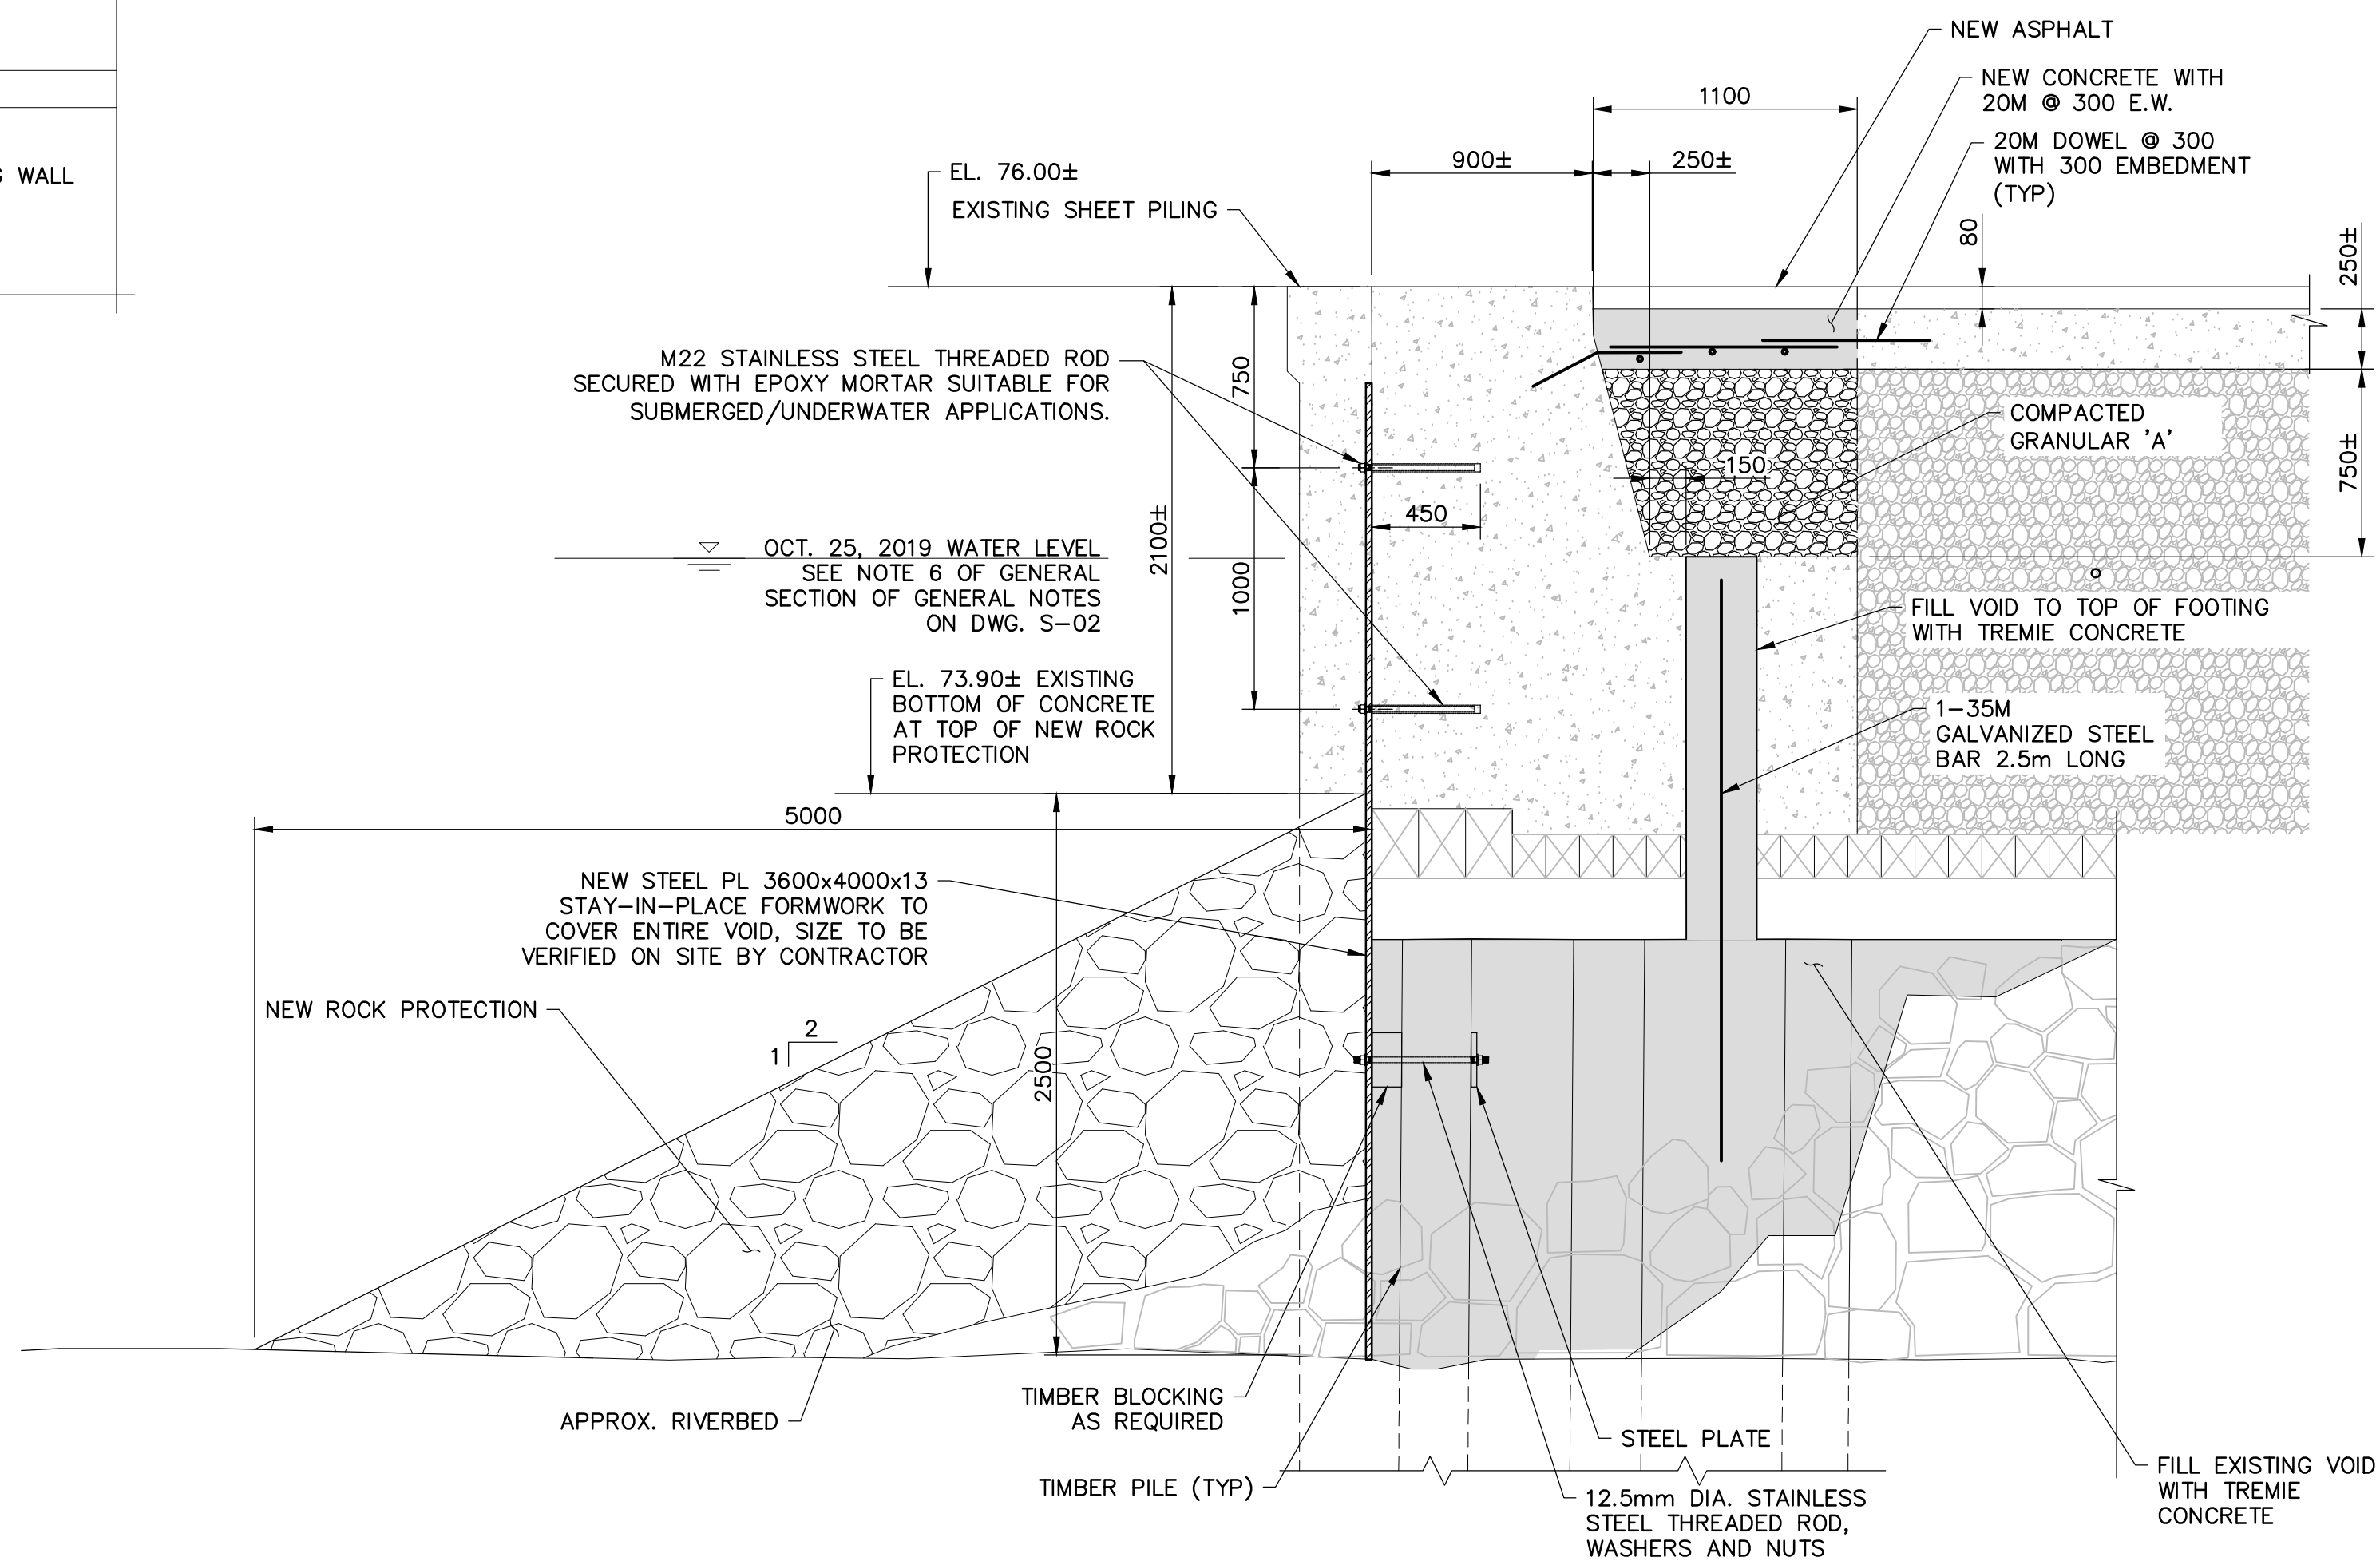 WALL
NEW ASPHALT
NEW CONCRETE WITH
20M @ 300 E.W.
20M DOWEL @ 300
WITH 300 EMBEDMENT
(TYP)
1100
900±
250±
80
250±
750±
EL. 76.00±
EXISTING SHEET PILING
M22 STAINLESS STEEL THREADED ROD
SECURED WITH EPOXY MORTAR SUITABLE FOR
SUBMERGED/UNDERWATER APPLICATIONS.
750
1000
2100±
450
150
COMPACTED
GRANULAR 'A'
OCT. 25, 2019 WATER LEVEL
SEE NOTE 6 OF GENERAL
SECTION OF GENERAL NOTES
ON DWG. S-02
FILL VOID TO TOP OF FOOTING
WITH TREMIE CONCRETE
EL. 73.90± EXISTING
BOTTOM OF CONCRETE
AT TOP OF NEW ROCK
PROTECTION
1-35M
GALVANIZED STEEL
BAR 2.5m LONG
5000
NEW STEEL PL 3600x4000x13
STAY-IN-PLACE FORMWORK TO
COVER ENTIRE VOID, SIZE TO BE
VERIFIED ON SITE BY CONTRACTOR
NEW ROCK PROTECTION
2
1
2500
APPROX. RIVERBED
TIMBER BLOCKING
AS REQUIRED
TIMBER PILE (TYP)
STEEL PLATE
12.5mm DIA. STAINLESS
STEEL THREADED ROD,
WASHERS AND NUTS
FILL EXISTING VOID
WITH TREMIE
CONCRETE